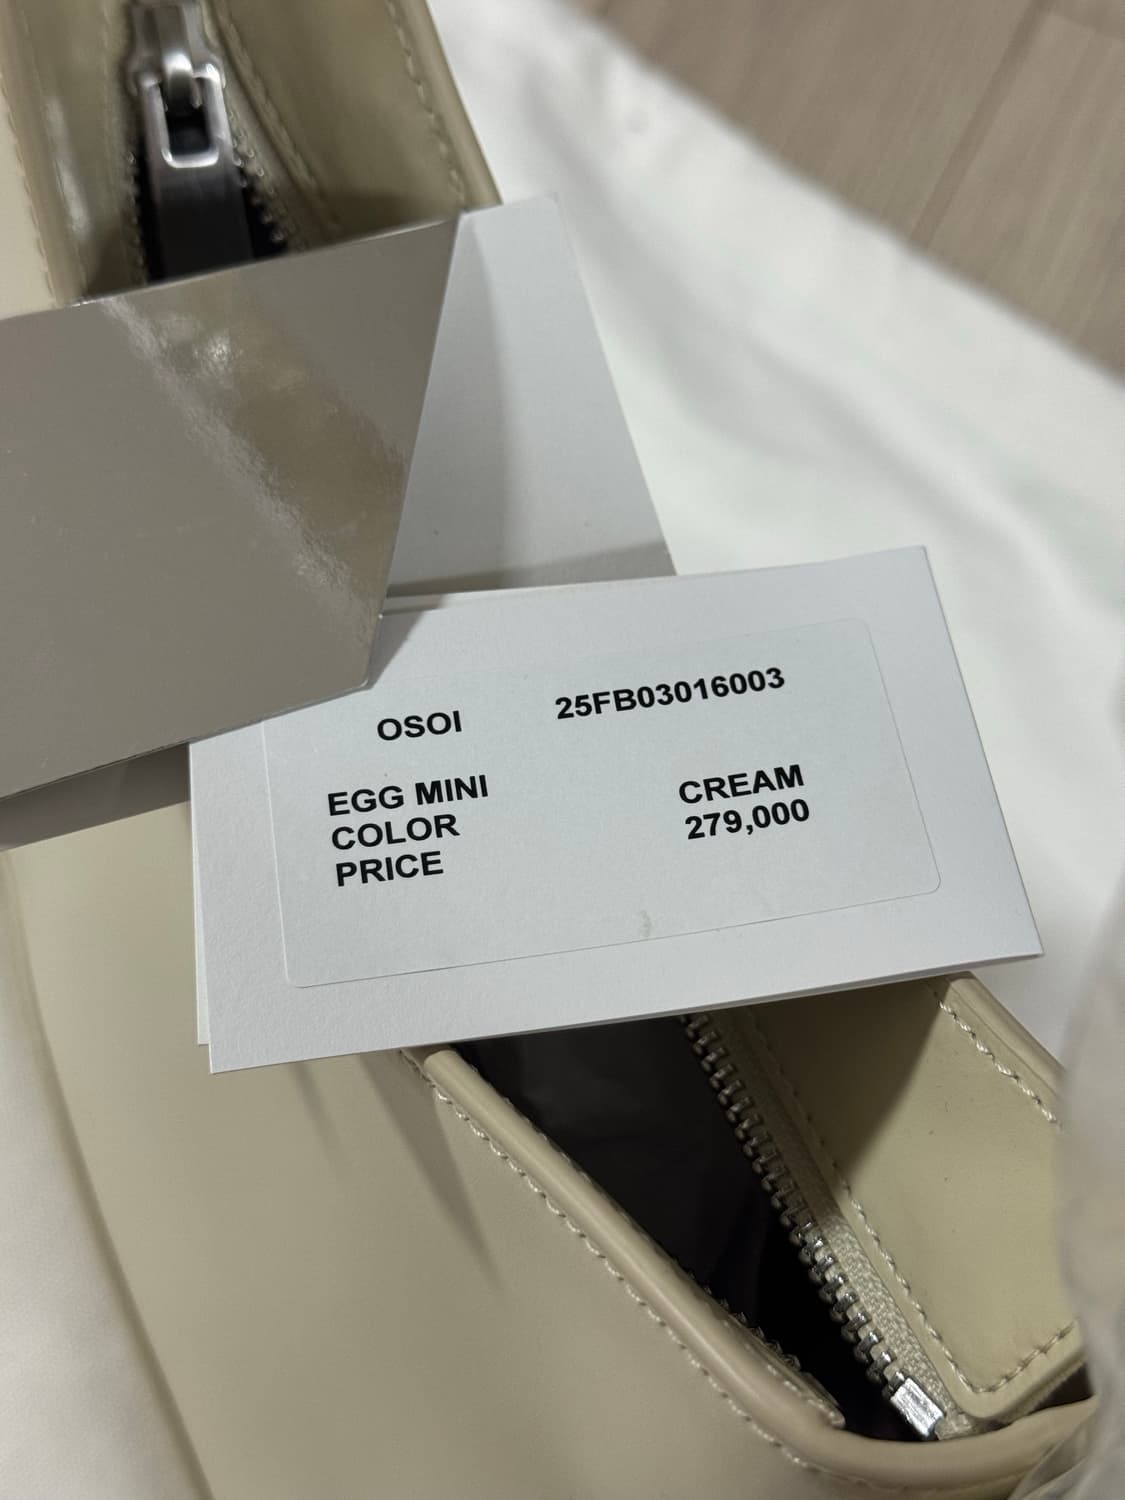 OSOI 25FB03016003
EGG MINI
COLOR CREAM
PRICE 279,000